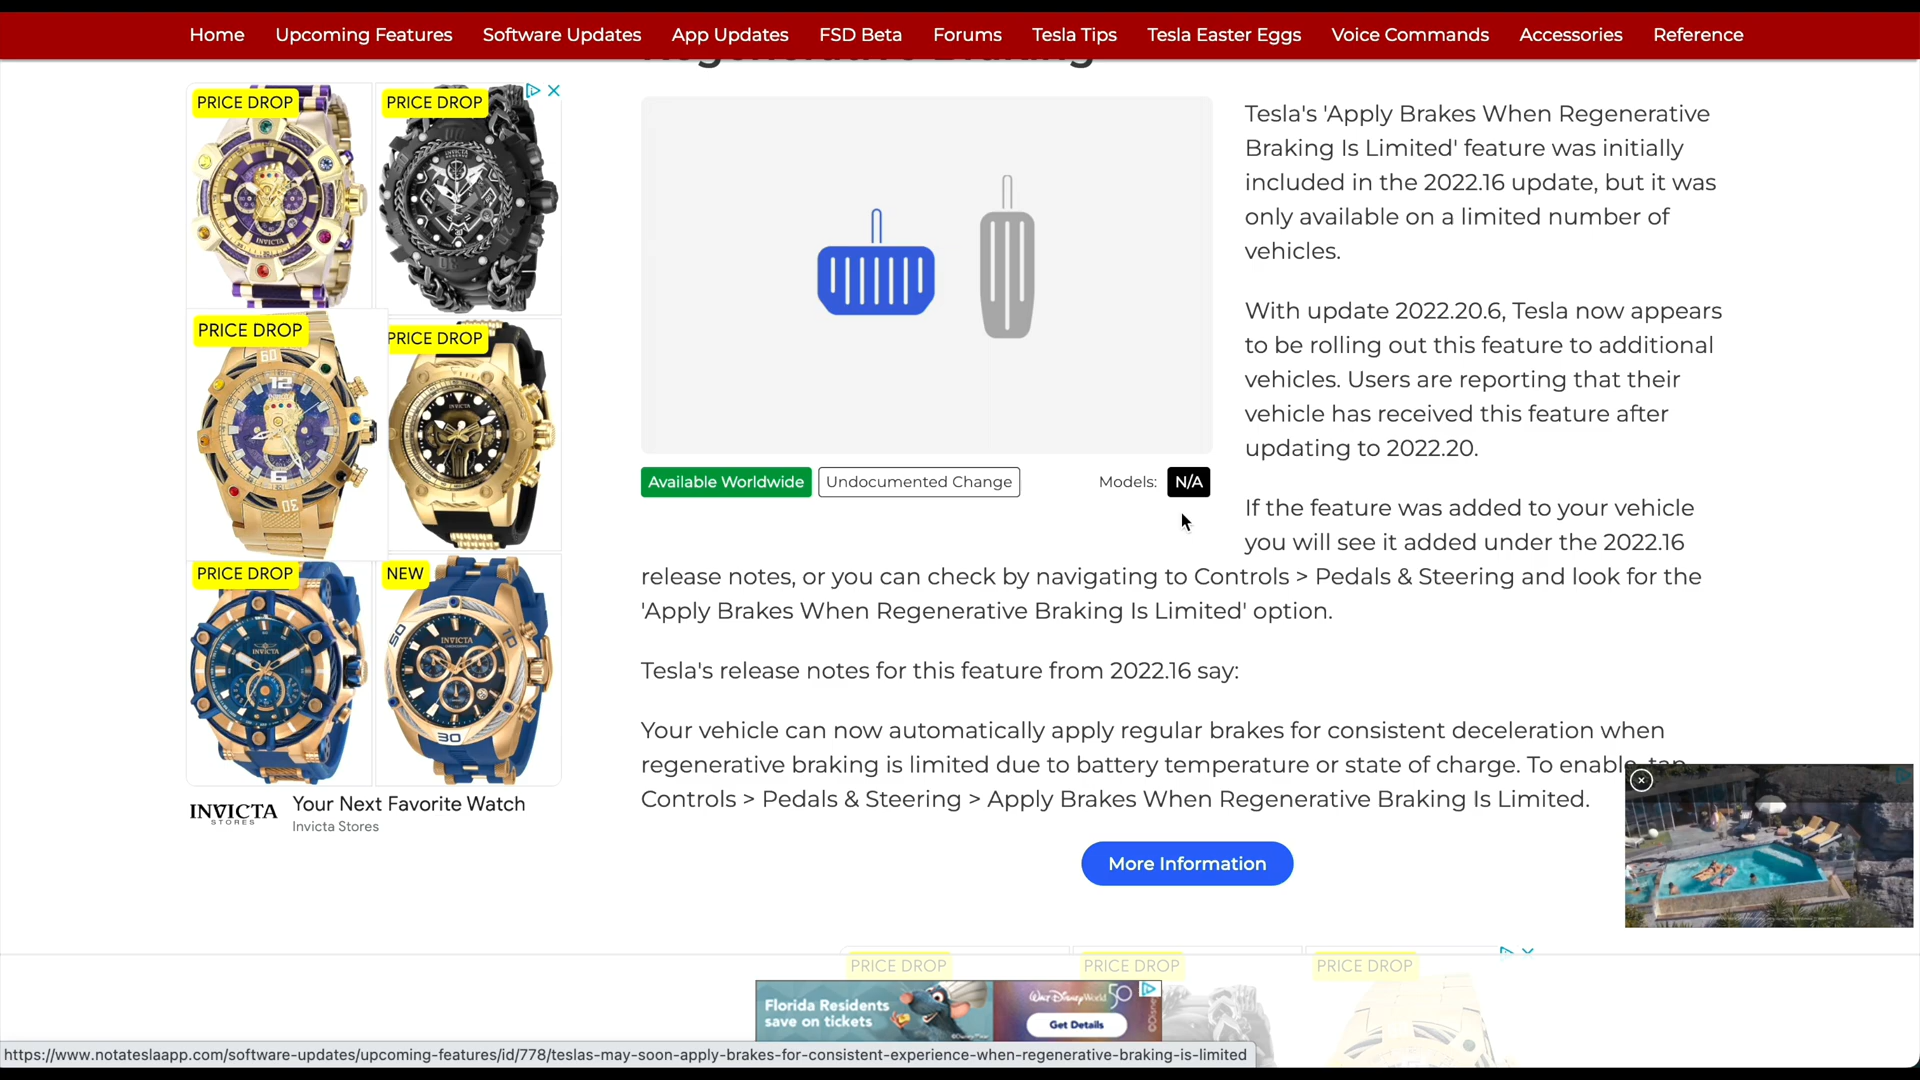 Home Upcoming Features Software Updates App Updates FSD Beta Forums Tesla Tips Tesla Easter Eggs Voice Commands Accessories Reference
Regenerative Braking
PRICE DROP
PRICE DROP
PRICE DROP
PRICE DROP
PRICE DROP
NEW
INVICTA
STORES
Your Next Favorite Watch
Invicta Stores
Available Worldwide
Undocumented Change
Models: N/A
Tesla's 'Apply Brakes When Regenerative
Braking Is Limited' feature was initially
included in the 2022.16 update, but it was
only available on a limited number of
vehicles.
With update 2022.20.6, Tesla now appears
to be rolling out this feature to additional
vehicles. Users are reporting that their
vehicle has received this feature after
updating to 2022.20.
If the feature was added to your vehicle
you will see it added under the 2022.16
release notes, or you can check by navigating to Controls > Pedals & Steering and look for the
'Apply Brakes When Regenerative Braking Is Limited' option.
Tesla's release notes for this feature from 2022.16 say:
Your vehicle can now automatically apply regular brakes for consistent deceleration when
regenerative braking is limited due to battery temperature or state of charge. To enable, tap
Controls > Pedals & Steering > Apply Brakes When Regenerative Braking Is Limited.
More Information
PRICE DROP
PRICE DROP
PRICE DROP
Florida Residents
save on tickets
Walt Disney World 50
Get Details
©Disney
https://www.notateslaapp.com/software-updates/upcoming-features/id/778/teslas-may-soon-apply-brakes-for-consistent-experience-when-regenerative-braking-is-limited